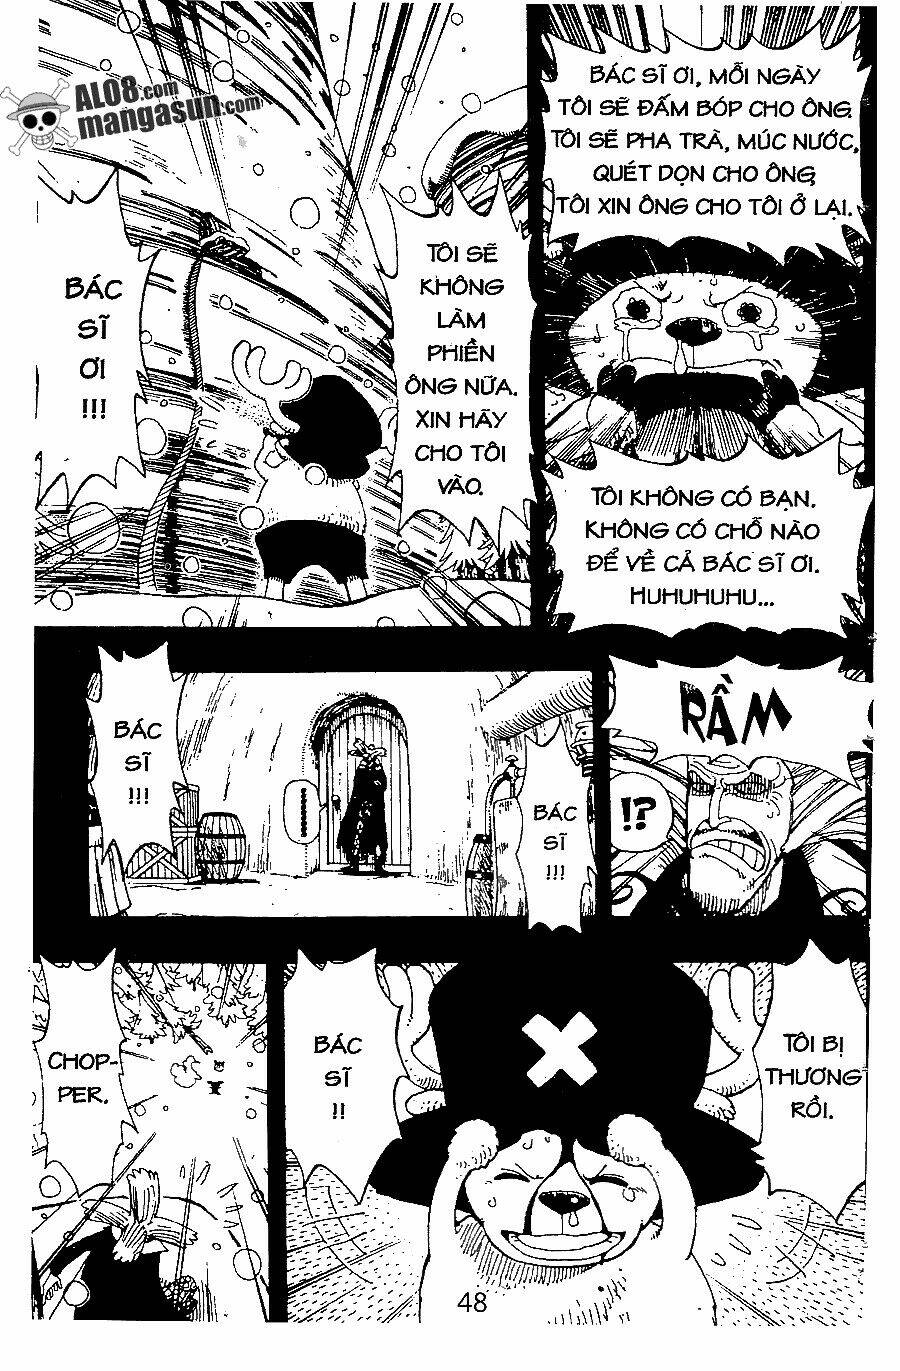 ALO8.com
mangasun.com
BÁC SĨ ƠI, MỖI NGÀY
TÔI SẼ ĐẤM BÓP CHO ÔNG.
TÔI SẼ PHA TRÀ, MÚC NƯỚC,
QUÉT DỌN CHO ÔNG,
TÔI XIN ÔNG CHO TÔI Ở LẠI.
TÔI KHÔNG CÓ BẠN.
KHÔNG CÓ CHỖ NÀO
ĐỂ VỀ CẢ BÁC SĨ ƠI.
HUHUHUHU...
TÔI SẼ
KHÔNG
LÀM
PHIỀN
ÔNG NỮA.
XIN HÃY
CHO TÔI
VÀO.
BÁC
SĨ
ƠI
!!!
RẦM
!?
BÁC
SĨ
!!!
BÁC
SĨ
!!!
TÔI BỊ
THƯƠNG
RỒI.
BÁC
SĨ
!!
CHOP-
PER.
48